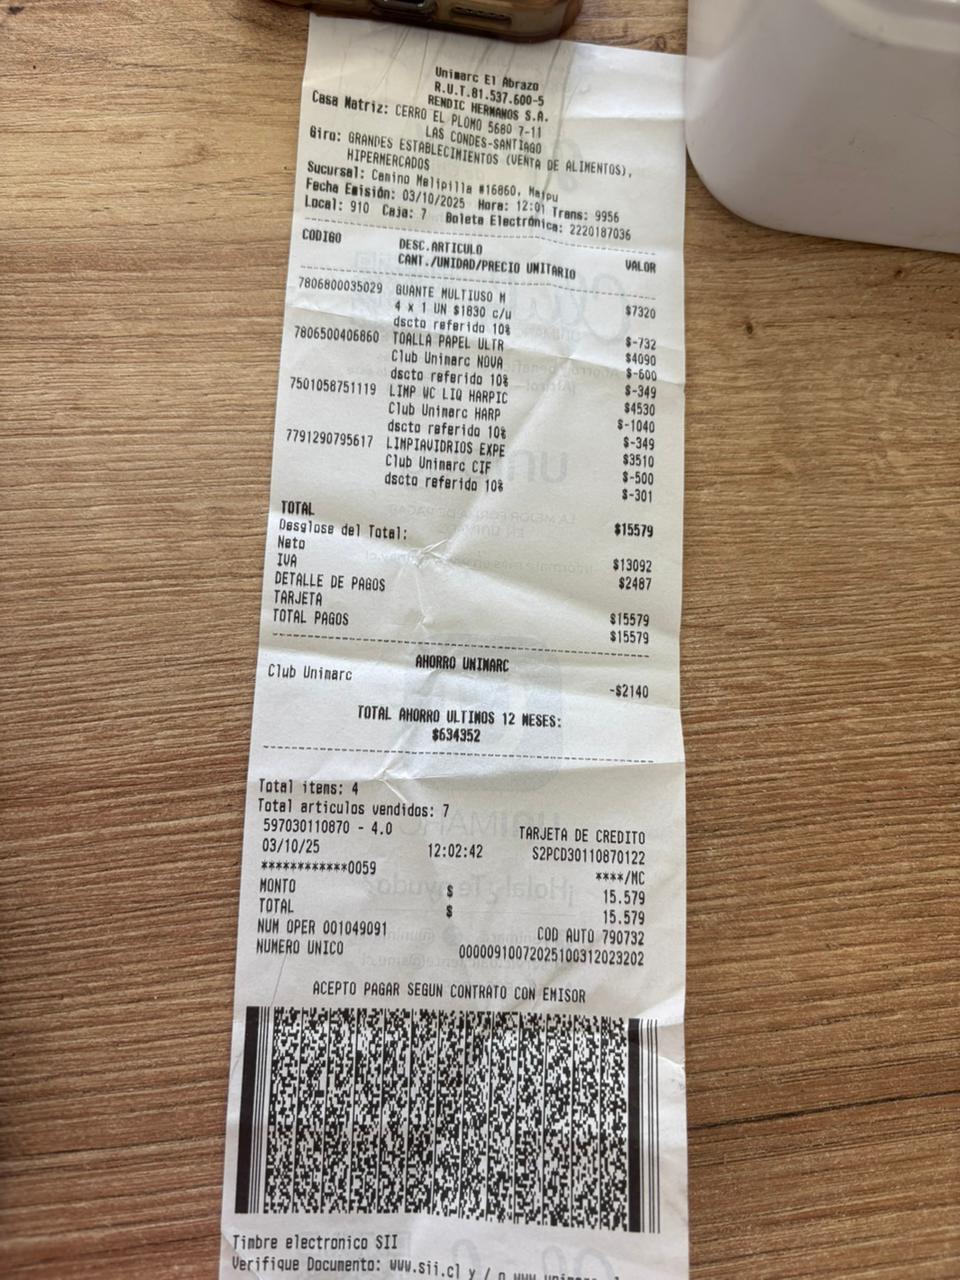 Unimarc El Abrazo
R.U.T.81.537.600-5
RENDIC HERMANOS S.A.
Casa Matriz: CERRO EL PLOMO 5680 7-11
LAS CONDES-SANTIAGO
Giro: GRANDES ESTABLECIMIENTOS (VENTA DE ALIMENTOS),
HIPERMERCADOS
Sucursal: Camino Melipilla #16860, Maipu
Fecha Emisión: 03/10/2025 Hora: 12:01 Trans: 9956
Local: 910 Caja: 7 Boleta Electrónica: 2220187036
CODIGO DESC.ARTICULO VALOR
CANT./UNIDAD/PRECIO UNITARIO
7806800035029 GUANTE MULTIUSO M $7320
4 x 1 UN $1830 c/u
dscto referido 10% $-732
7806500406860 TOALLA PAPEL ULTR $4090
Club Unimarc NOVA $-600
dscto referido 10% $-349
7501058751119 LIMP WC LIQ HARPIC $4530
Club Unimarc HARP $-1040
dscto referido 10% $-349
7791290795617 LIMPIAVIDRIOS EXPE $3510
Club Unimarc CIF $-500
dscto referido 10% $-301
TOTAL $15579
Desglose del Total:
Neto $13092
IVA $2487
DETALLE DE PAGOS
TARJETA $15579
TOTAL PAGOS $15579
AHORRO UNIMARC
Club Unimarc -$2140
TOTAL AHORRO ULTIMOS 12 MESES:
$634352
Total items: 4
Total articulos vendidos: 7
597030110870 - 4.0 TARJETA DE CREDITO
03/10/25 12:02:42 S2PCD30110870122
************0059 ****/MC
MONTO $ 15.579
TOTAL $ 15.579
NUM OPER 001049091 COD AUTO 790732
NUMERO UNICO 00000910072025100312023202
ACEPTO PAGAR SEGUN CONTRATO CON EMISOR
Timbre electronico SII
Verifique Documento: www.sii.cl y / o